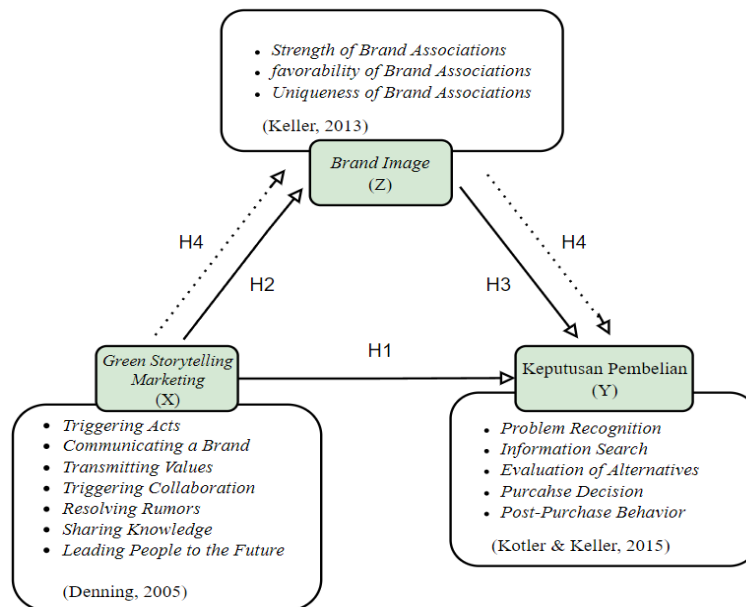 • Strength of Brand Associations
• favorability of Brand Associations
• Uniqueness of Brand Associations
(Keller, 2013)
Brand Image
(Z)
H4
H2
H3
H4
H1
Green Storytelling
Marketing
(X)
• Triggering Acts
• Communicating a Brand
• Transmitting Values
• Triggering Collaboration
• Resolving Rumors
• Sharing Knowledge
• Leading People to the Future
(Denning, 2005)
Keputusan Pembelian
(Y)
• Problem Recognition
• Information Search
• Evaluation of Alternatives
• Purcahse Decision
• Post-Purchase Behavior
(Kotler & Keller, 2015)